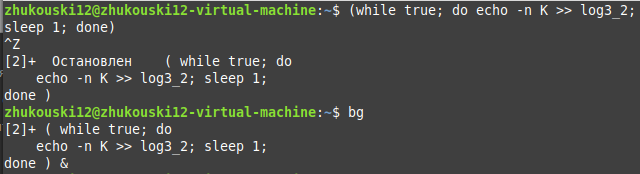 zhukouski12@zhukouski12-virtual-machine:~$ (while true; do echo -n K >> log3_2;
sleep 1; done)
^Z
[2]+  Остановлен    ( while true; do
    echo -n K >> log3_2; sleep 1;
done )
zhukouski12@zhukouski12-virtual-machine:~$ bg
[2]+ ( while true; do
    echo -n K >> log3_2; sleep 1;
done ) &